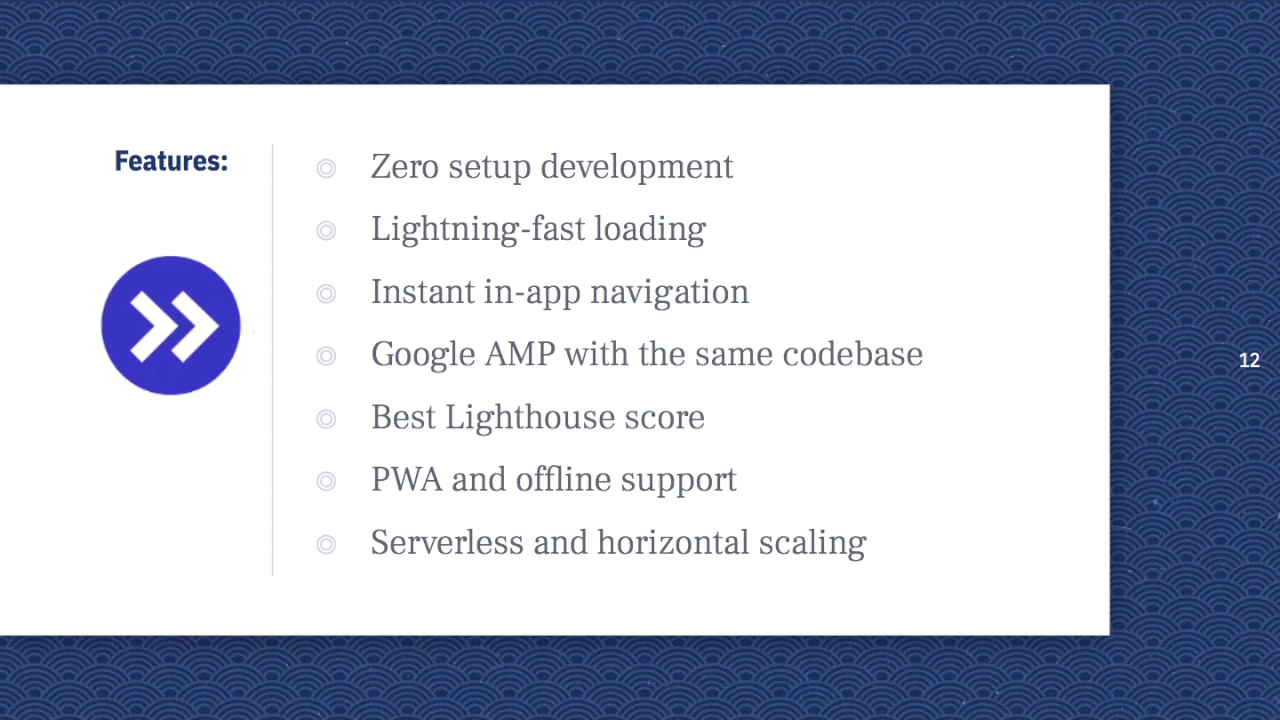 Features:
Zero setup development
Lightning-fast loading
Instant in-app navigation
Google AMP with the same codebase
Best Lighthouse score
PWA and offline support
Serverless and horizontal scaling
12